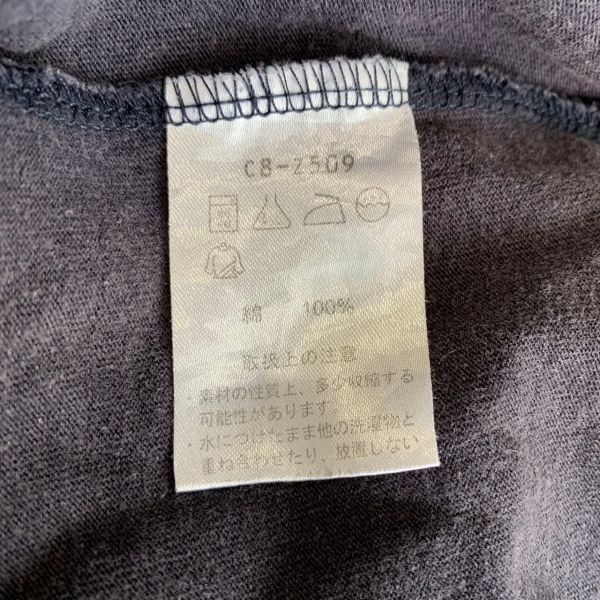 C8-Z509
綿 100%
取扱上の注意
・素材の性質上、多少収縮する
可能性があります
・水につけたまま他の洗濯物と
重ね合わせたり、放置しない